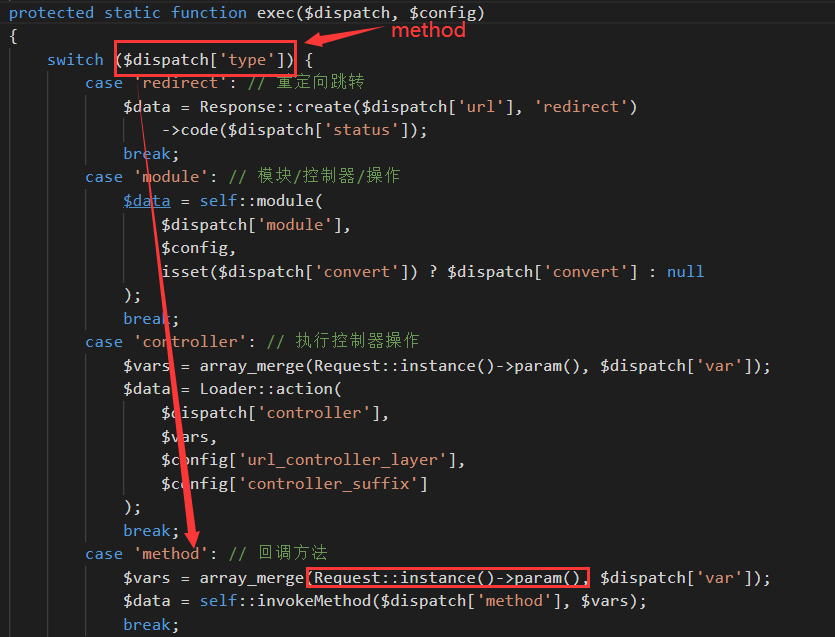 protected static function exec($dispatch, $config)
{
method
switch ($dispatch['type']) {
case 'redirect': // 重定向跳转
$data = Response::create($dispatch['url'], 'redirect')
->code($dispatch['status']);
break;
case 'module': // 模块/控制器/操作
$data = self::module(
$dispatch['module'],
$config,
isset($dispatch['convert']) ? $dispatch['convert'] : null
);
break;
case 'controller': // 执行控制器操作
$vars = array_merge(Request::instance()->param(), $dispatch['var']);
$data = Loader::action(
$dispatch['controller'],
$vars,
$config['url_controller_layer'],
$config['controller_suffix']
);
break;
case 'method': // 回调方法
$vars = array_merge(Request::instance()->param(), $dispatch['var']);
$data = self::invokeMethod($dispatch['method'], $vars);
break;